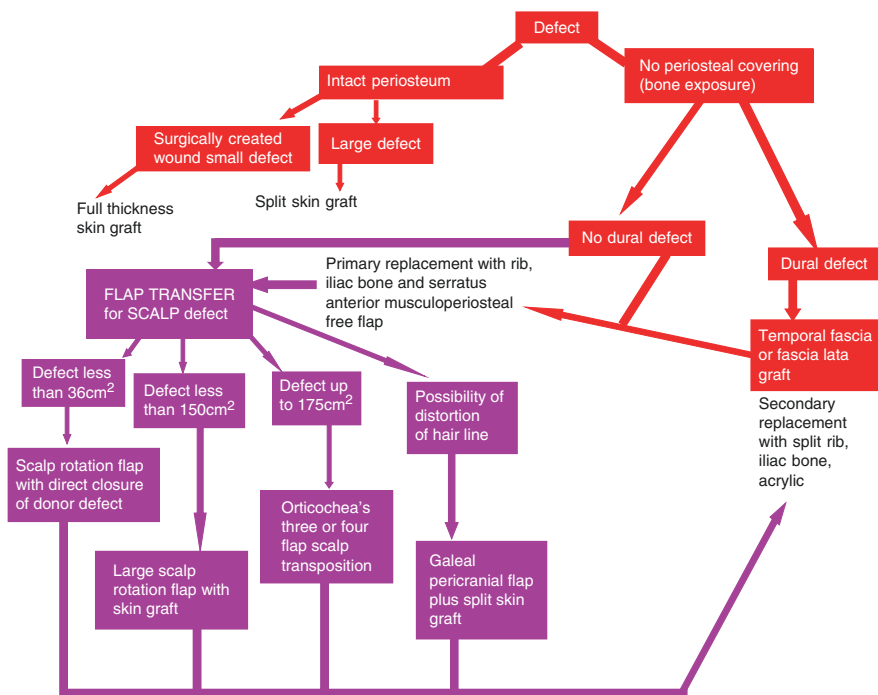 Defect
Intact periosteum
No periosteal covering
(bone exposure)
Surgically created
wound small defect
Large defect
Full thickness
skin graft
Split skin graft
No dural defect
Dural defect
FLAP TRANSFER
for SCALP defect
Primary replacement with rib,
iliac bone and serratus
anterior musculoperiosteal
free flap
Temporal fascia
or fascia lata
graft
Secondary
replacement
with split rib,
iliac bone,
acrylic
Defect less
than 36cm²
Defect less
than 150cm²
Defect up
to 175cm²
Possibility of
distortion
of hair line
Scalp rotation flap
with direct closure
of donor defect
Large scalp
rotation flap with
skin graft
Orticochea's
three or four
flap scalp
transposition
Galeal
pericranial flap
plus split skin
graft